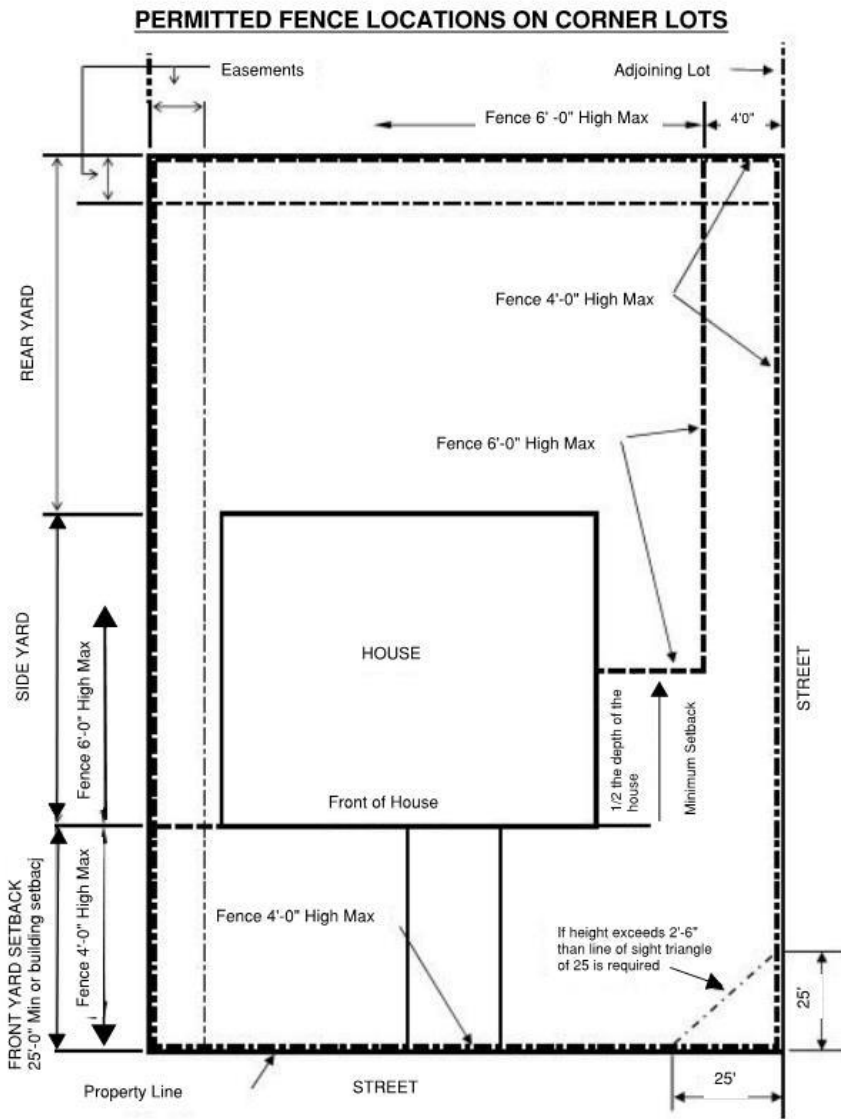 PERMITTED FENCE LOCATIONS ON CORNER LOTS
Easements
Adjoining Lot
Fence 6' -0" High Max
4'0"
Fence 4'-0" High Max
REAR YARD
Fence 6'-0" High Max
SIDE YARD
Fence 6'-0" High Max
HOUSE
STREET
1/2 the depth of the
house
Minimum Setback
Front of House
FRONT YARD SETBACK
25'-0" Min or building setbacj
Fence 4'-0" High Max
Fence 4'-0" High Max
If height exceeds 2'-6"
than line of sight triangle
of 25 is required
25'
25'
Property Line
STREET